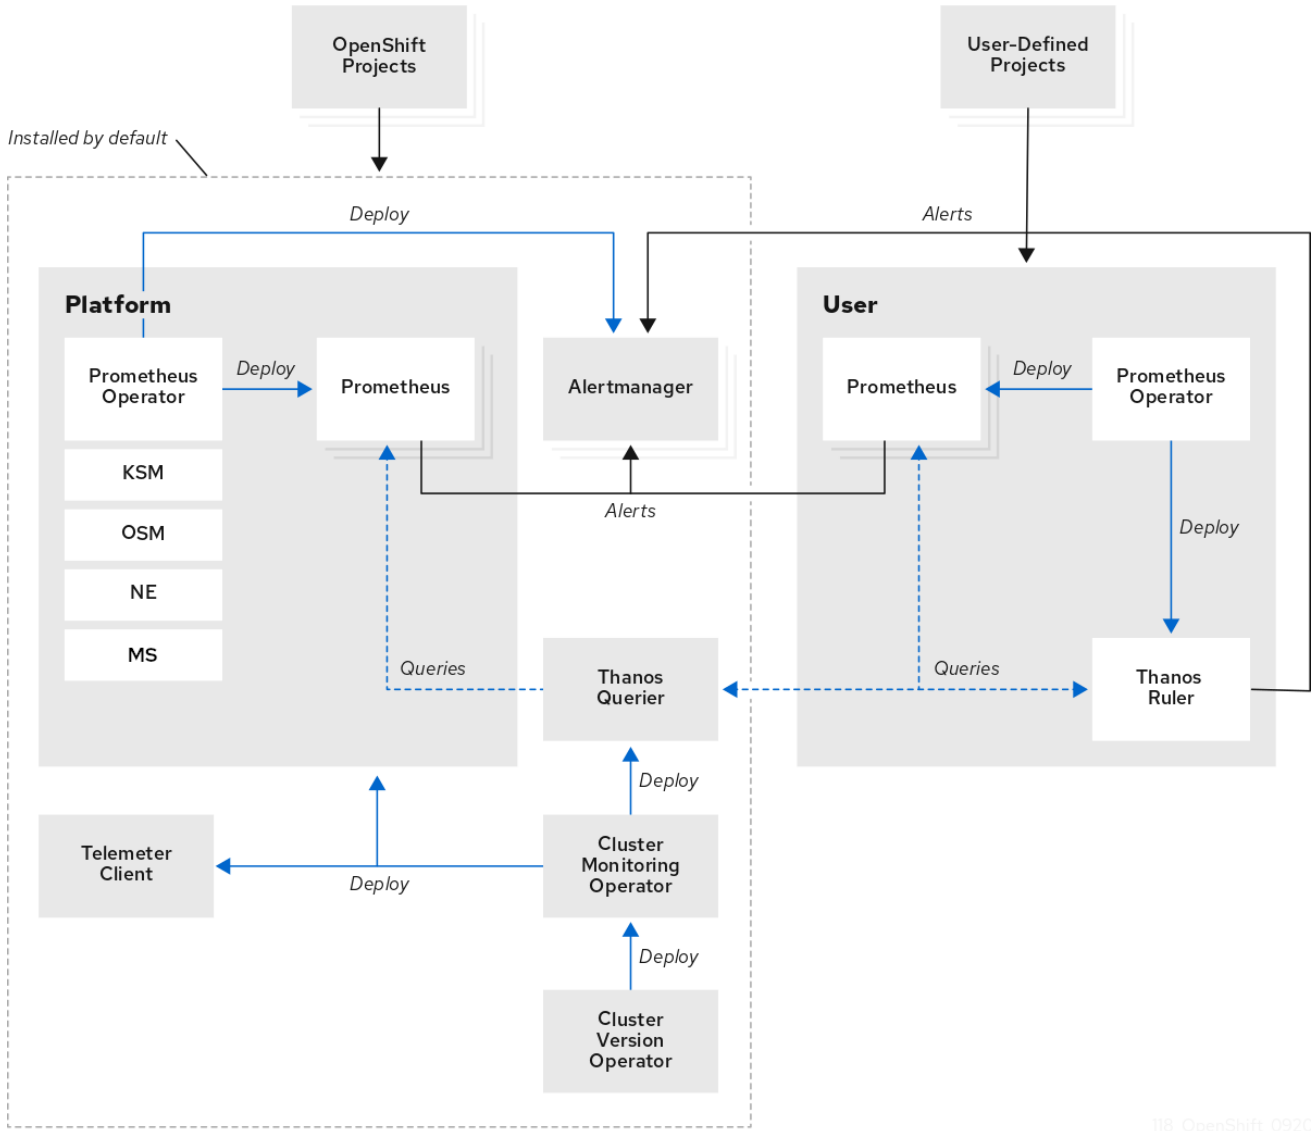 OpenShift
Projects
User-Defined
Projects
Installed by default
Deploy
Alerts
Platform
User
Prometheus
Operator
Deploy
Prometheus
Alertmanager
Prometheus
Deploy
Prometheus
Operator
KSM
OSM
NE
MS
Alerts
Deploy
Queries
Thanos
Querier
Queries
Thanos
Ruler
Deploy
Telemeter
Client
Deploy
Cluster
Monitoring
Operator
Deploy
Cluster
Version
Operator
118_OpenShift_0920